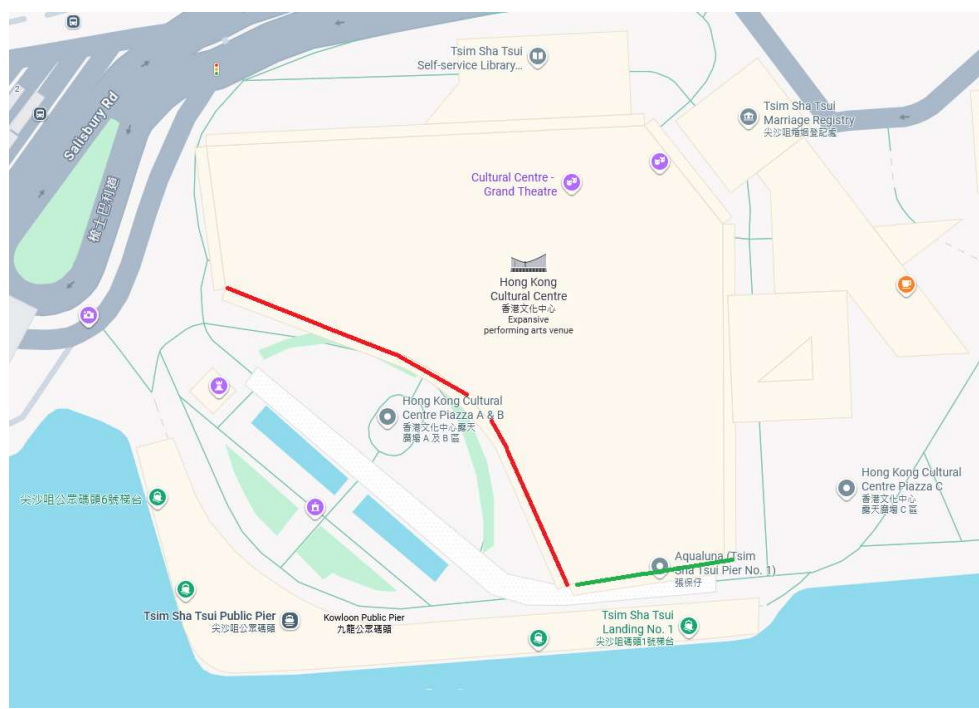 Tsim Sha Tsui
Self-service Library...
2
Salisbury Rd
梳士巴利道
Tsim Sha Tsui
Marriage Registry
尖沙咀婚姻登記處
Cultural Centre -
Grand Theatre
Hong Kong
Cultural Centre
香港文化中心
Expansive
performing arts venue
Hong Kong Cultural
Centre Piazza A & B
香港文化中心露天
廣場 A 及 B 區
Hong Kong Cultural
Centre Piazza C
香港文化中心
露天廣場 C 區
尖沙咀公眾碼頭6號梯台
Aqualuna (Tsim
Sha Tsui Pier No. 1)
張保仔
Tsim Sha Tsui Public Pier
尖沙咀公眾碼頭
Kowloon Public Pier
九龍公眾碼頭
Tsim Sha Tsui
Landing No. 1
尖沙咀碼頭1號梯台